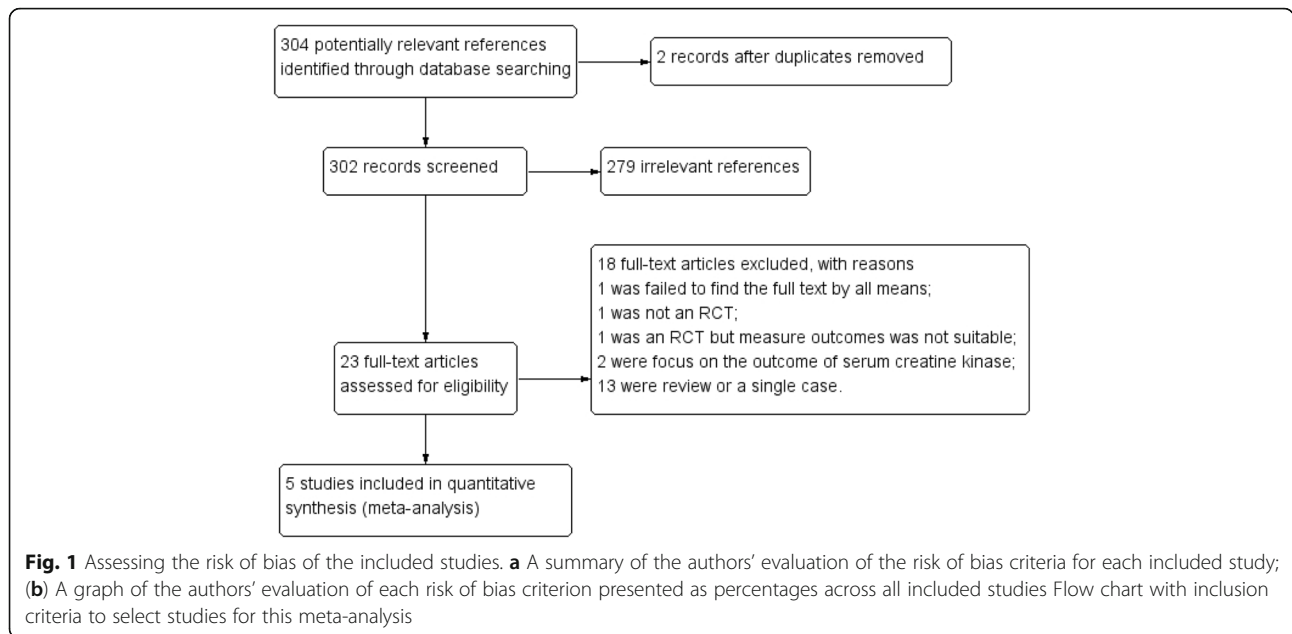 304 potentially relevant references
identified through database searching
2 records after duplicates removed
302 records screened
279 irrelevant references
18 full-text articles excluded, with reasons
1 was failed to find the full text by all means;
1 was not an RCT;
1 was an RCT but measure outcomes was not suitable;
2 were focus on the outcome of serum creatine kinase;
13 were review or a single case.
23 full-text articles
assessed for eligibility
5 studies included in quantitative
synthesis (meta-analysis)
Fig. 1 Assessing the risk of bias of the included studies. a A summary of the authors’ evaluation of the risk of bias criteria for each included study;
(b) A graph of the authors’ evaluation of each risk of bias criterion presented as percentages across all included studies Flow chart with inclusion
criteria to select studies for this meta-analysis